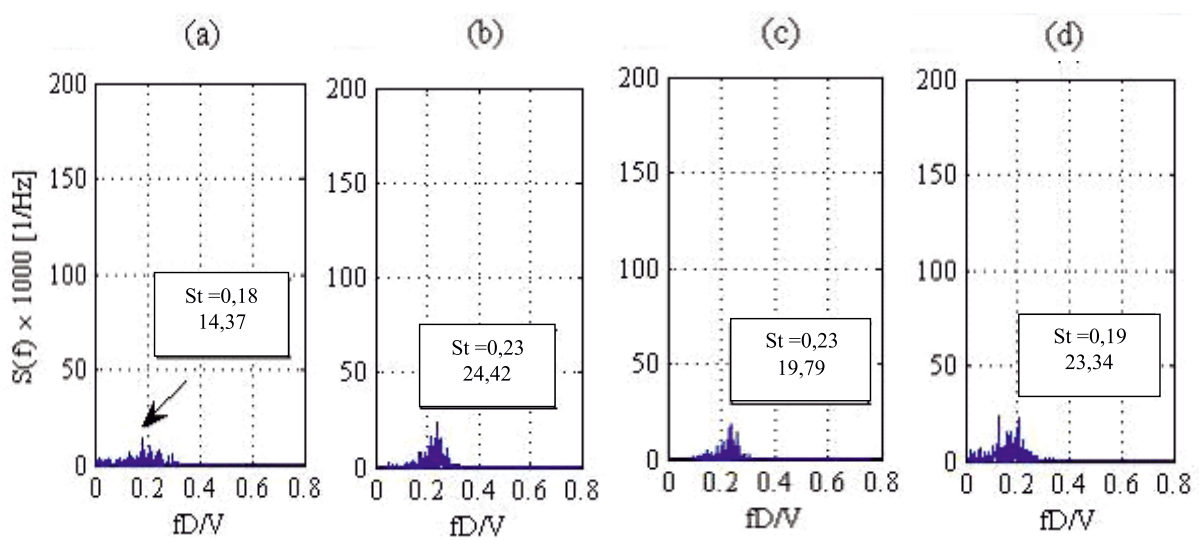 (a)
(b)
(c)
(d)
S(f) × 1000 [1/Hz]
200
150
100
50
0
0 0.2 0.4 0.6 0.8
fD/V
St =0,18
14,37
200
150
100
50
0
0 0.2 0.4 0.6 0.8
fD/V
St =0,23
24,42
200
150
100
50
0
0 0.2 0.4 0.6 0.8
fD/V
St =0,23
19,79
200
150
100
50
0
0 0.2 0.4 0.6 0.8
fD/V
St =0,19
23,34